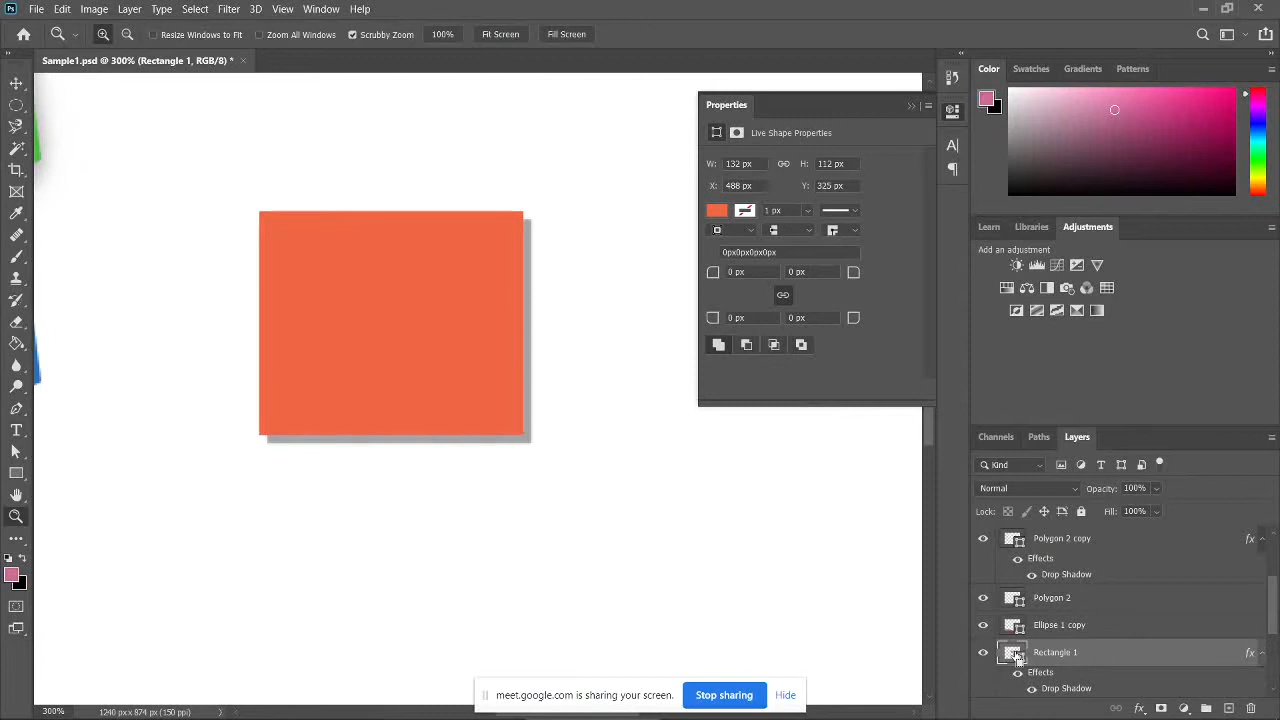 Ps File Edit Image Layer Type Select Filter 3D View Window Help
Resize Windows to Fit Zoom All Windows Scrubby Zoom 100% Fit Screen Fill Screen
Sample1.psd @ 300% (Rectangle 1, RGB/8) *
Properties
Live Shape Properties
W: 132 px H: 112 px
X: 488 px Y: 325 px
1 px
0px0px0px0px
0 px 0 px
0 px 0 px
Color Swatches Gradients Patterns
Learn Libraries Adjustments
Add an adjustment
Channels Paths Layers
Kind
Normal Opacity: 100%
Lock: Fill: 100%
Polygon 2 copy fx
Effects
Drop Shadow
Polygon 2
Ellipse 1 copy
Rectangle 1 fx
Effects
Drop Shadow
meet.google.com is sharing your screen. Stop sharing Hide
300% 1240 px x 874 px (150 ppi)